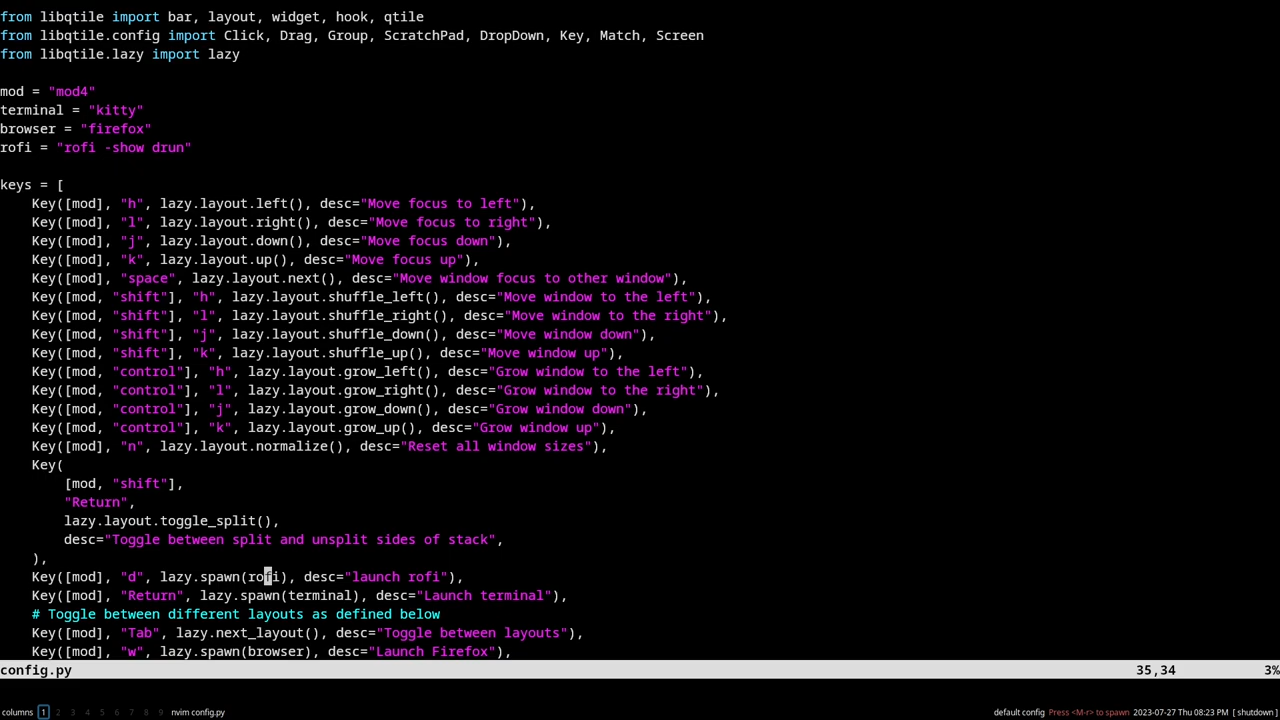 from libqtile import bar, layout, widget, hook, qtile
from libqtile.config import Click, Drag, Group, ScratchPad, DropDown, Key, Match, Screen
from libqtile.lazy import lazy

mod = "mod4"
terminal = "kitty"
browser = "firefox"
rofi = "rofi -show drun"

keys = [
    Key([mod], "h", lazy.layout.left(), desc="Move focus to left"),
    Key([mod], "l", lazy.layout.right(), desc="Move focus to right"),
    Key([mod], "j", lazy.layout.down(), desc="Move focus down"),
    Key([mod], "k", lazy.layout.up(), desc="Move focus up"),
    Key([mod], "space", lazy.layout.next(), desc="Move window focus to other window"),
    Key([mod, "shift"], "h", lazy.layout.shuffle_left(), desc="Move window to the left"),
    Key([mod, "shift"], "l", lazy.layout.shuffle_right(), desc="Move window to the right"),
    Key([mod, "shift"], "j", lazy.layout.shuffle_down(), desc="Move window down"),
    Key([mod, "shift"], "k", lazy.layout.shuffle_up(), desc="Move window up"),
    Key([mod, "control"], "h", lazy.layout.grow_left(), desc="Grow window to the left"),
    Key([mod, "control"], "l", lazy.layout.grow_right(), desc="Grow window to the right"),
    Key([mod, "control"], "j", lazy.layout.grow_down(), desc="Grow window down"),
    Key([mod, "control"], "k", lazy.layout.grow_up(), desc="Grow window up"),
    Key([mod], "n", lazy.layout.normalize(), desc="Reset all window sizes"),
    Key(
        [mod, "shift"],
        "Return",
        lazy.layout.toggle_split(),
        desc="Toggle between split and unsplit sides of stack",
    ),
    Key([mod], "d", lazy.spawn(rofi), desc="launch rofi"),
    Key([mod], "Return", lazy.spawn(terminal), desc="Launch terminal"),
    # Toggle between different layouts as defined below
    Key([mod], "Tab", lazy.next_layout(), desc="Toggle between layouts"),
    Key([mod], "w", lazy.spawn(browser), desc="Launch Firefox"),
config.py 35,34 3%
columns 1 2 3 4 5 6 7 8 9 nvim config.py default config Press <M-r> to spawn 2023-07-27 Thu 08:23 PM [ shutdown ]